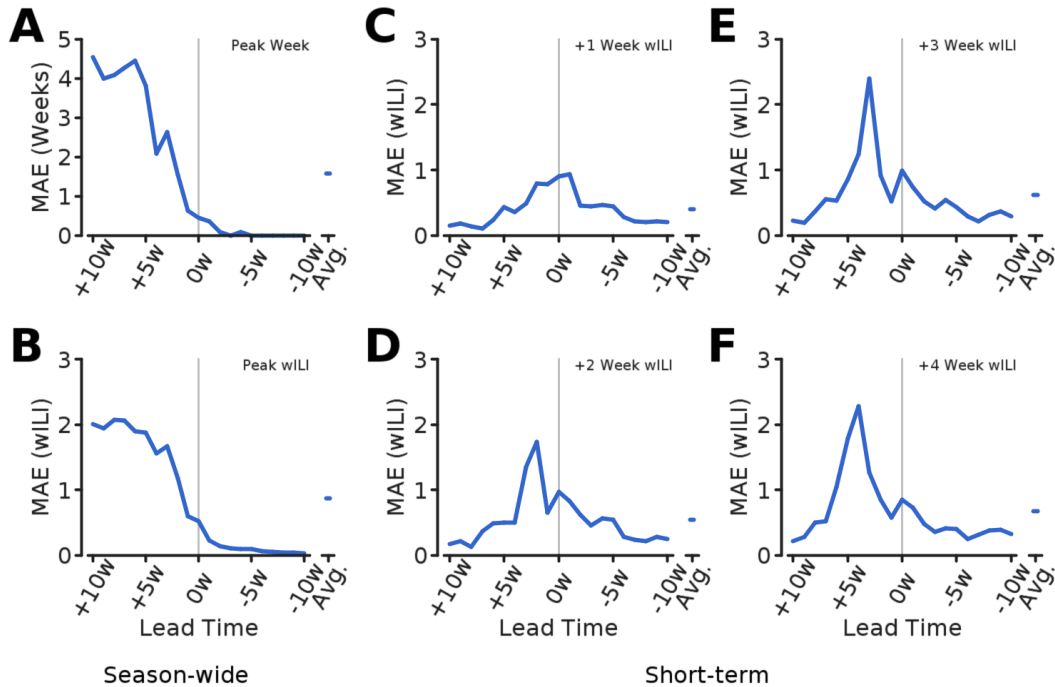 A
Peak Week
MAE (Weeks)
5
4
3
2
1
0
+10w
+5w
0w
-5w
-10w
Avg.
B
Peak wILI
MAE (wILI)
3
2
1
0
+10w
+5w
0w
-5w
-10w
Avg.
Lead Time
Season-wide
C
+1 Week wILI
MAE (wILI)
3
2
1
0
+10w
+5w
0w
-5w
-10w
Avg.
D
+2 Week wILI
MAE (wILI)
3
2
1
0
+10w
+5w
0w
-5w
-10w
Avg.
Lead Time
E
+3 Week wILI
MAE (wILI)
3
2
1
0
+10w
+5w
0w
-5w
-10w
Avg.
F
+4 Week wILI
MAE (wILI)
3
2
1
0
+10w
+5w
0w
-5w
-10w
Avg.
Lead Time
Short-term